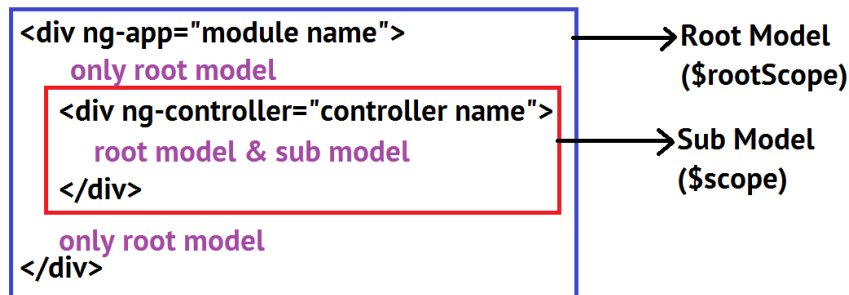 <div ng-app="module name">
only root model
<div ng-controller="controller name">
root model & sub model
</div>
only root model
</div>
Root Model
($rootScope)
Sub Model
($scope)